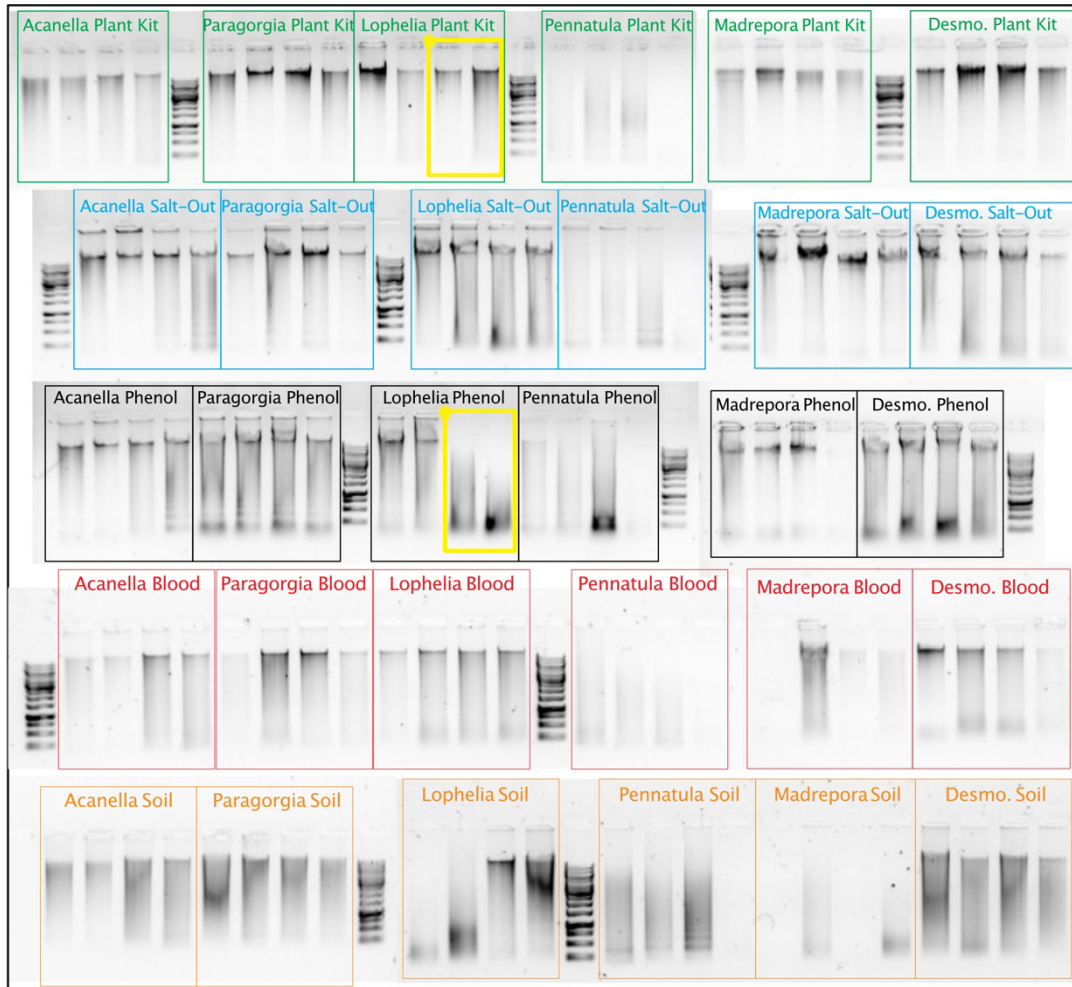 Acanella Plant Kit
Paragorgia Plant Kit
Lophelia Plant Kit
Pennatula Plant Kit
Madrepora Plant Kit
Desmo. Plant Kit
Acanella Salt-Out
Paragorgia Salt-Out
Lophelia Salt-Out
Pennatula Salt-Out
Madrepora Salt-Out
Desmo. Salt-Out
Acanella Phenol
Paragorgia Phenol
Lophelia Phenol
Pennatula Phenol
Madrepora Phenol
Desmo. Phenol
Acanella Blood
Paragorgia Blood
Lophelia Blood
Pennatula Blood
Madrepora Blood
Desmo. Blood
Acanella Soil
Paragorgia Soil
Lophelia Soil
Pennatula Soil
Madrepora Soil
Desmo. Soil